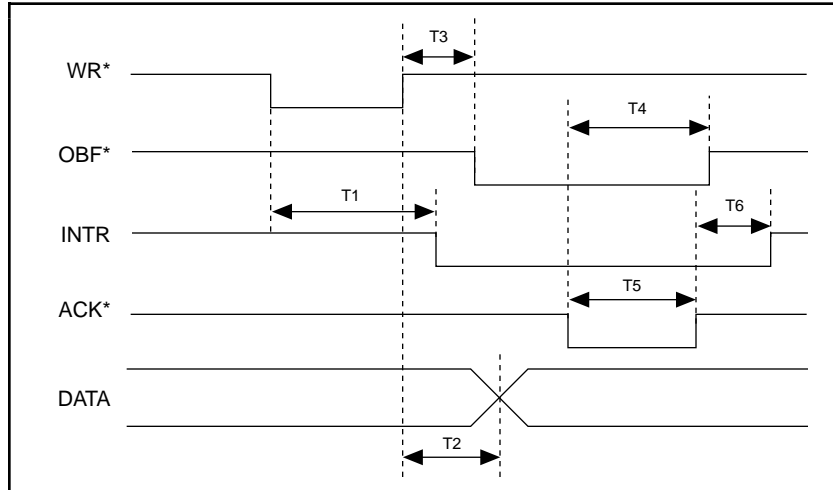 T3
WR*
T4
OBF*
T1
T6
INTR
T5
ACK*
DATA
T2